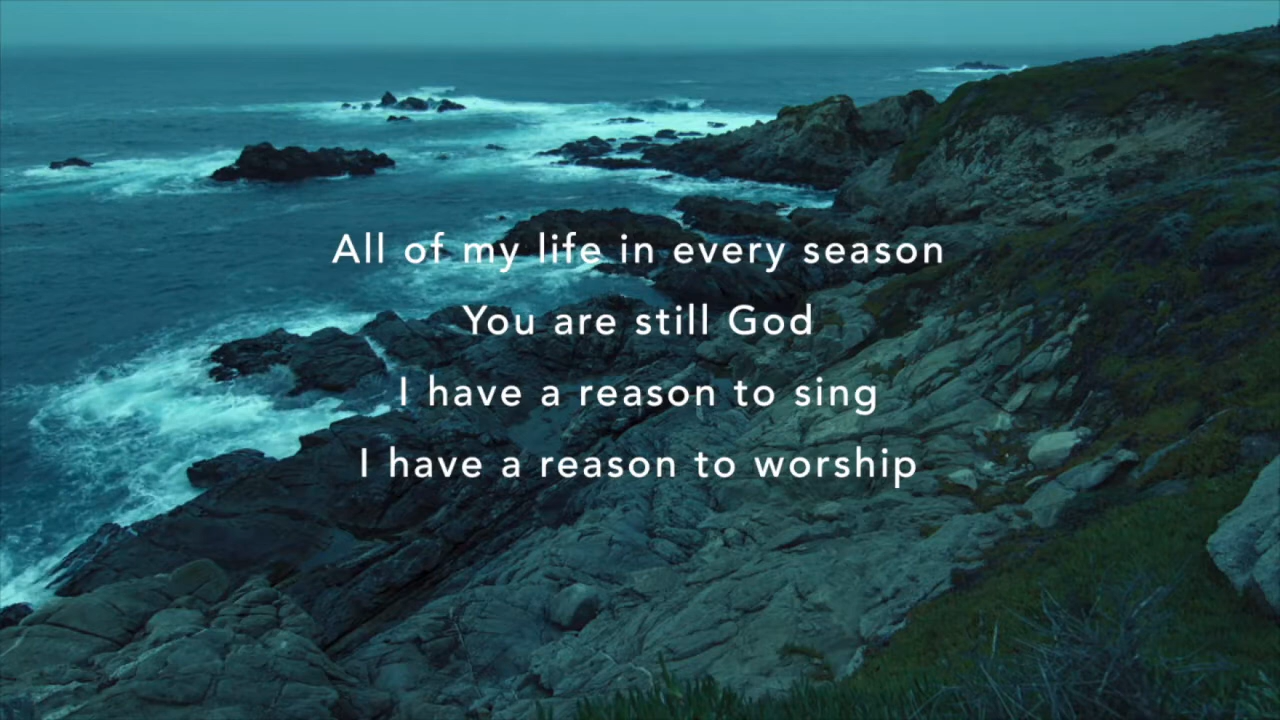 All of my life in every season
You are still God
I have a reason to sing
I have a reason to worship